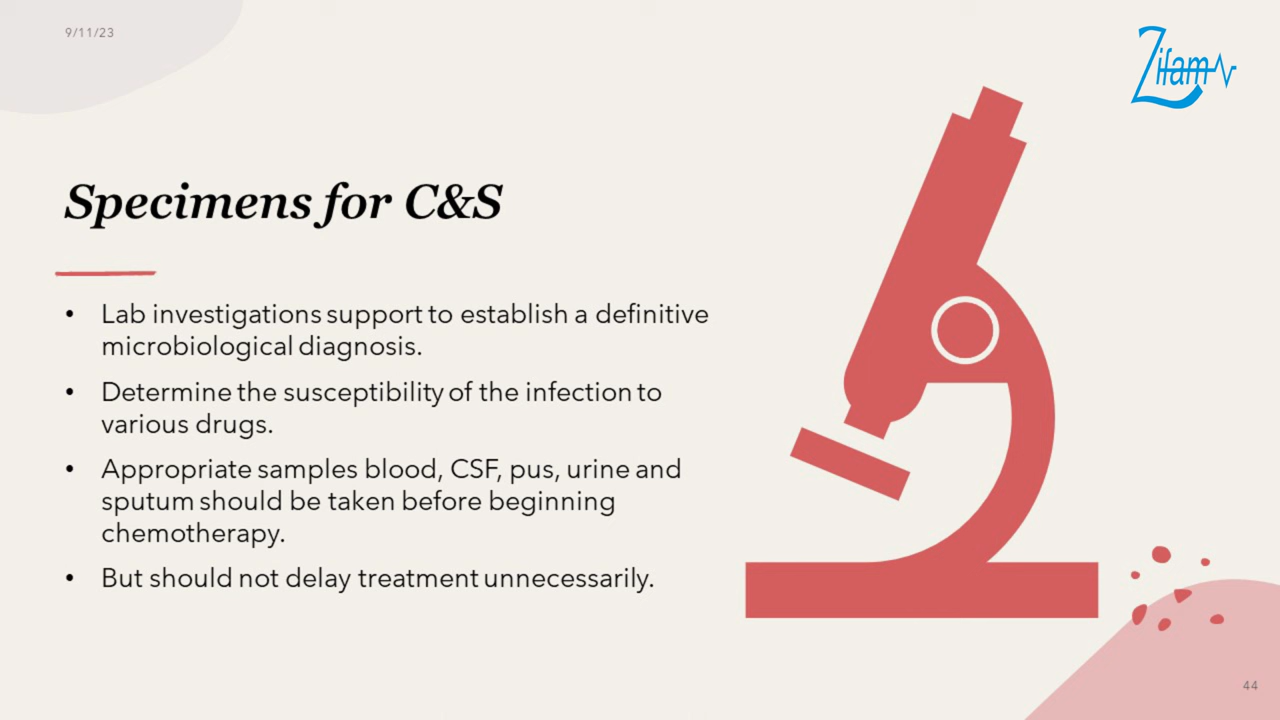 9/11/23
Zifam
Specimens for C&S
• Lab investigations support to establish a definitive
microbiological diagnosis.
• Determine the susceptibility of the infection to
various drugs.
• Appropriate samples blood, CSF, pus, urine and
sputum should be taken before beginning
chemotherapy.
• But should not delay treatment unnecessarily.
44